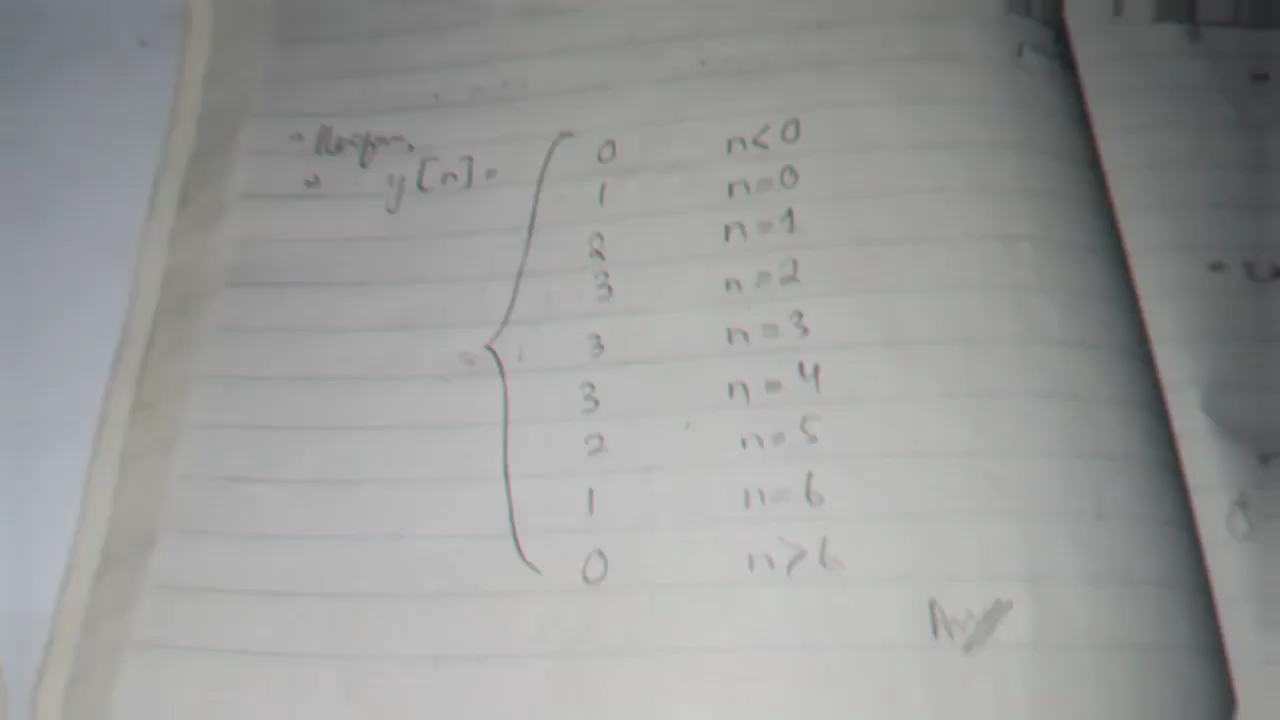 y[n] =
0 n<0
1 n=0
2 n=1
3 n=2
3 n=3
3 n=4
2 n=5
1 n=6
0 n>6